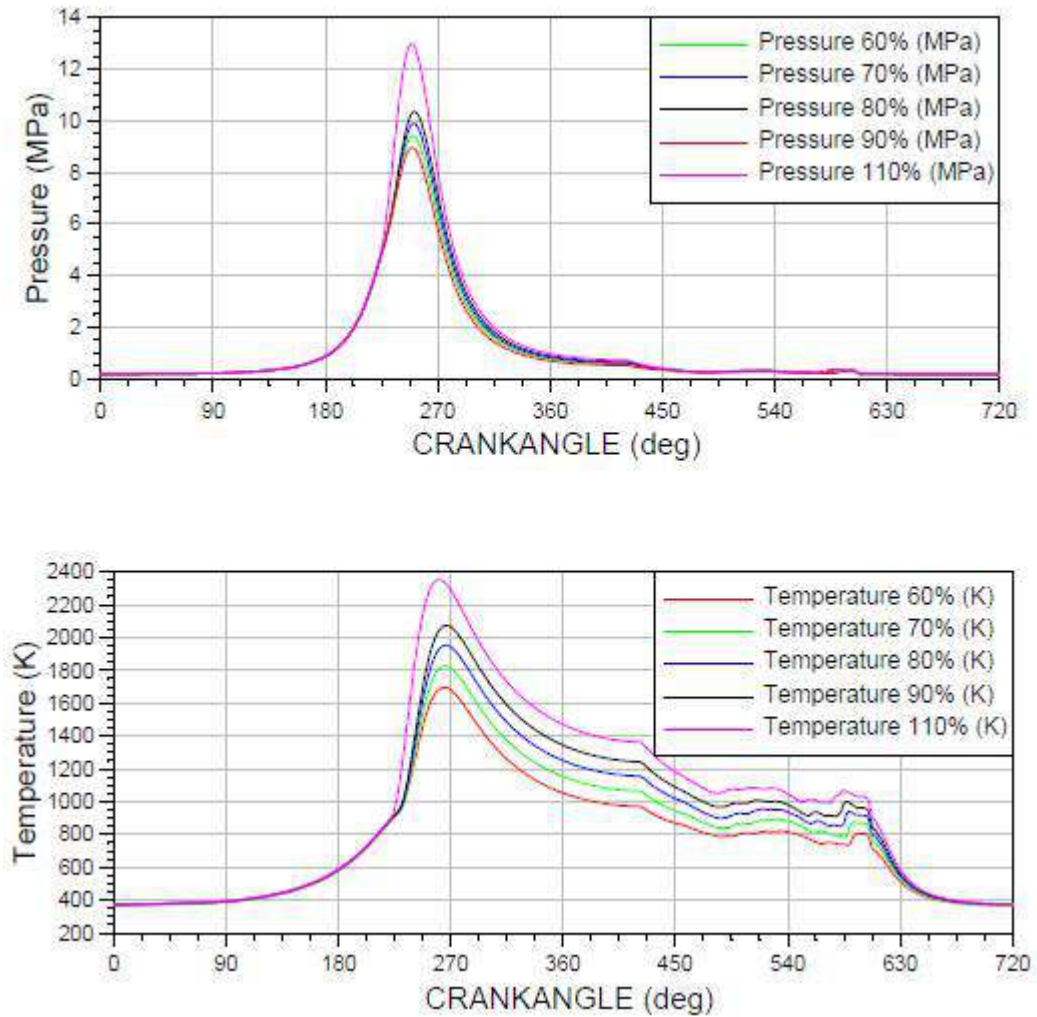 14
12
10
8
6
4
2
0
Pressure (MPa)
Pressure 60% (MPa)
Pressure 70% (MPa)
Pressure 80% (MPa)
Pressure 90% (MPa)
Pressure 110% (MPa)
0 90 180 270 360 450 540 630 720
CRANKANGLE (deg)
2400
2200
2000
1800
1600
1400
1200
1000
800
600
400
200
Temperature (K)
Temperature 60% (K)
Temperature 70% (K)
Temperature 80% (K)
Temperature 90% (K)
Temperature 110% (K)
0 90 180 270 360 450 540 630 720
CRANKANGLE (deg)